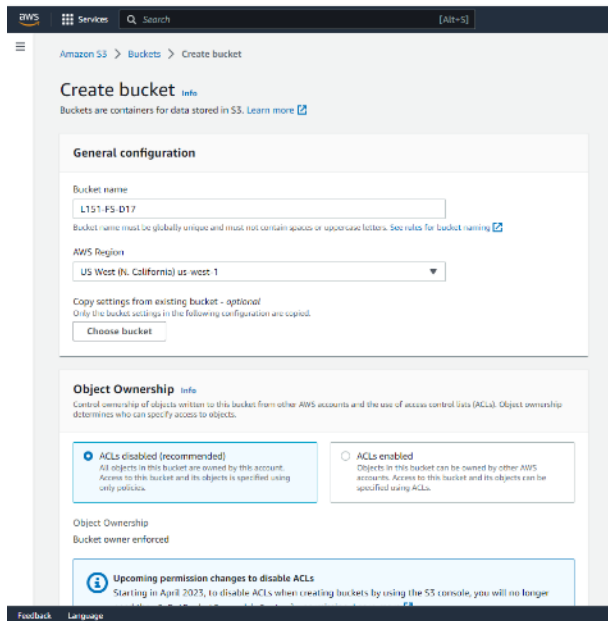 aws Services Search [Alt+S]
Amazon S3 > Buckets > Create bucket
Create bucket Info
Buckets are containers for data stored in S3. Learn more
General configuration
Bucket name
L151-FS-D17
Bucket name must be globally unique and must not contain spaces or uppercase letters. See rules for bucket naming
AWS Region
US West (N. California) us-west-1
Copy settings from existing bucket - optional
Only the bucket settings in the following configuration are copied.
Choose bucket
Object Ownership Info
Control ownership of objects written to this bucket from other AWS accounts and the use of access control lists (ACLs). Object ownership
determines who can specify access to objects.
ACLs disabled (recommended)
All objects in this bucket are owned by this account.
Access to this bucket and its objects is specified using
only policies.
ACLs enabled
Objects in this bucket can be owned by other AWS
accounts. Access to this bucket and its objects can be
specified using ACLs.
Object Ownership
Bucket owner enforced
Upcoming permission changes to disable ACLs
Starting in April 2023, to disable ACLs when creating buckets by using the S3 console, you will no longer
Feedback Language